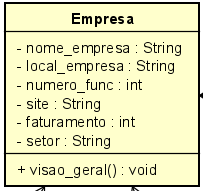 Empresa
- nome_empresa : String
- local_empresa : String
- numero_func : int
- site : String
- faturamento : int
- setor : String
+ visao_geral() : void